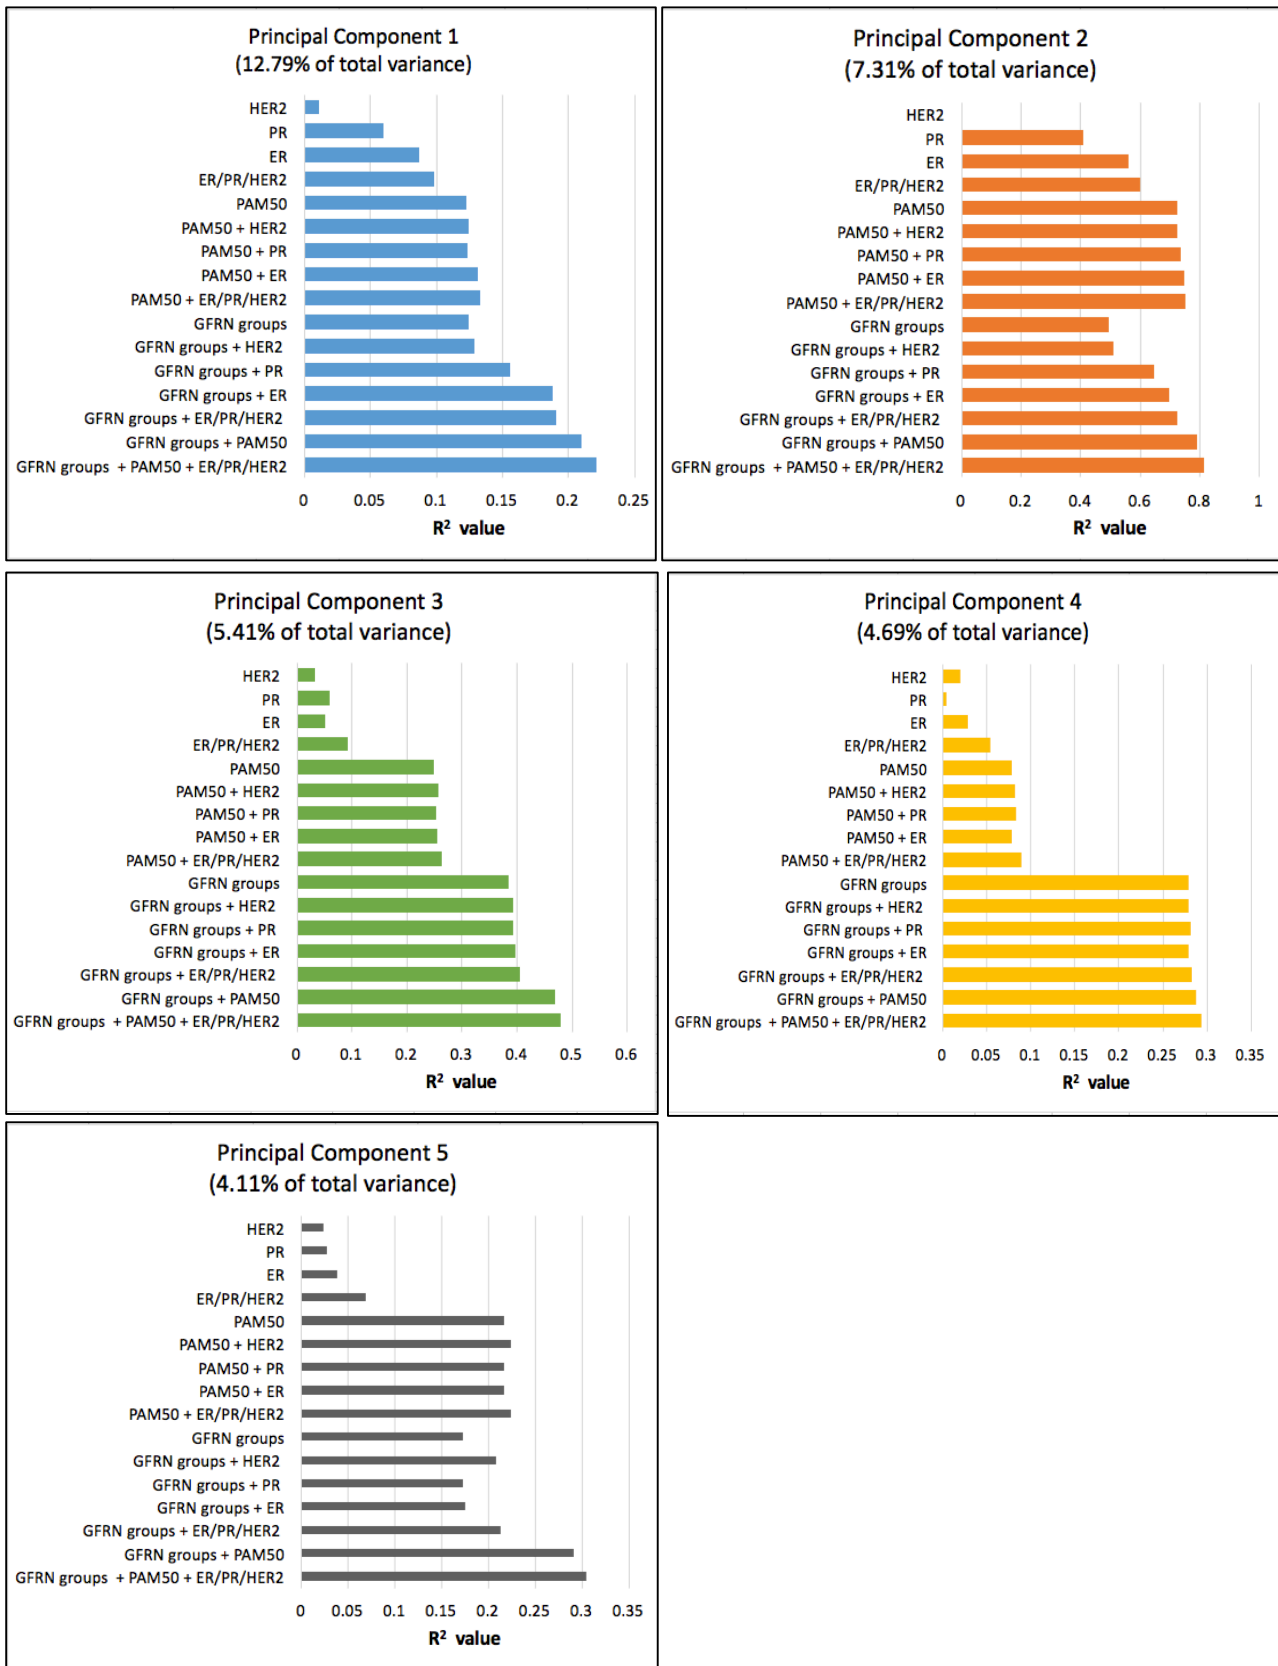 Principal Component 1
(12.79% of total variance)
HER2
PR
ER
ER/PR/HER2
PAM50
PAM50 + HER2
PAM50 + PR
PAM50 + ER
PAM50 + ER/PR/HER2
GFRN groups
GFRN groups + HER2
GFRN groups + PR
GFRN groups + ER
GFRN groups + ER/PR/HER2
GFRN groups + PAM50
GFRN groups + PAM50 + ER/PR/HER2
0 0.05 0.1 0.15 0.2 0.25
R² value
Principal Component 2
(7.31% of total variance)
HER2
PR
ER
ER/PR/HER2
PAM50
PAM50 + HER2
PAM50 + PR
PAM50 + ER
PAM50 + ER/PR/HER2
GFRN groups
GFRN groups + HER2
GFRN groups + PR
GFRN groups + ER
GFRN groups + ER/PR/HER2
GFRN groups + PAM50
GFRN groups + PAM50 + ER/PR/HER2
0 0.2 0.4 0.6 0.8 1
R² value
Principal Component 3
(5.41% of total variance)
HER2
PR
ER
ER/PR/HER2
PAM50
PAM50 + HER2
PAM50 + PR
PAM50 + ER
PAM50 + ER/PR/HER2
GFRN groups
GFRN groups + HER2
GFRN groups + PR
GFRN groups + ER
GFRN groups + ER/PR/HER2
GFRN groups + PAM50
GFRN groups + PAM50 + ER/PR/HER2
0 0.1 0.2 0.3 0.4 0.5 0.6
R² value
Principal Component 4
(4.69% of total variance)
HER2
PR
ER
ER/PR/HER2
PAM50
PAM50 + HER2
PAM50 + PR
PAM50 + ER
PAM50 + ER/PR/HER2
GFRN groups
GFRN groups + HER2
GFRN groups + PR
GFRN groups + ER
GFRN groups + ER/PR/HER2
GFRN groups + PAM50
GFRN groups + PAM50 + ER/PR/HER2
0 0.05 0.1 0.15 0.2 0.25 0.3 0.35
R² value
Principal Component 5
(4.11% of total variance)
HER2
PR
ER
ER/PR/HER2
PAM50
PAM50 + HER2
PAM50 + PR
PAM50 + ER
PAM50 + ER/PR/HER2
GFRN groups
GFRN groups + HER2
GFRN groups + PR
GFRN groups + ER
GFRN groups + ER/PR/HER2
GFRN groups + PAM50
GFRN groups + PAM50 + ER/PR/HER2
0 0.05 0.1 0.15 0.2 0.25 0.3 0.35
R² value